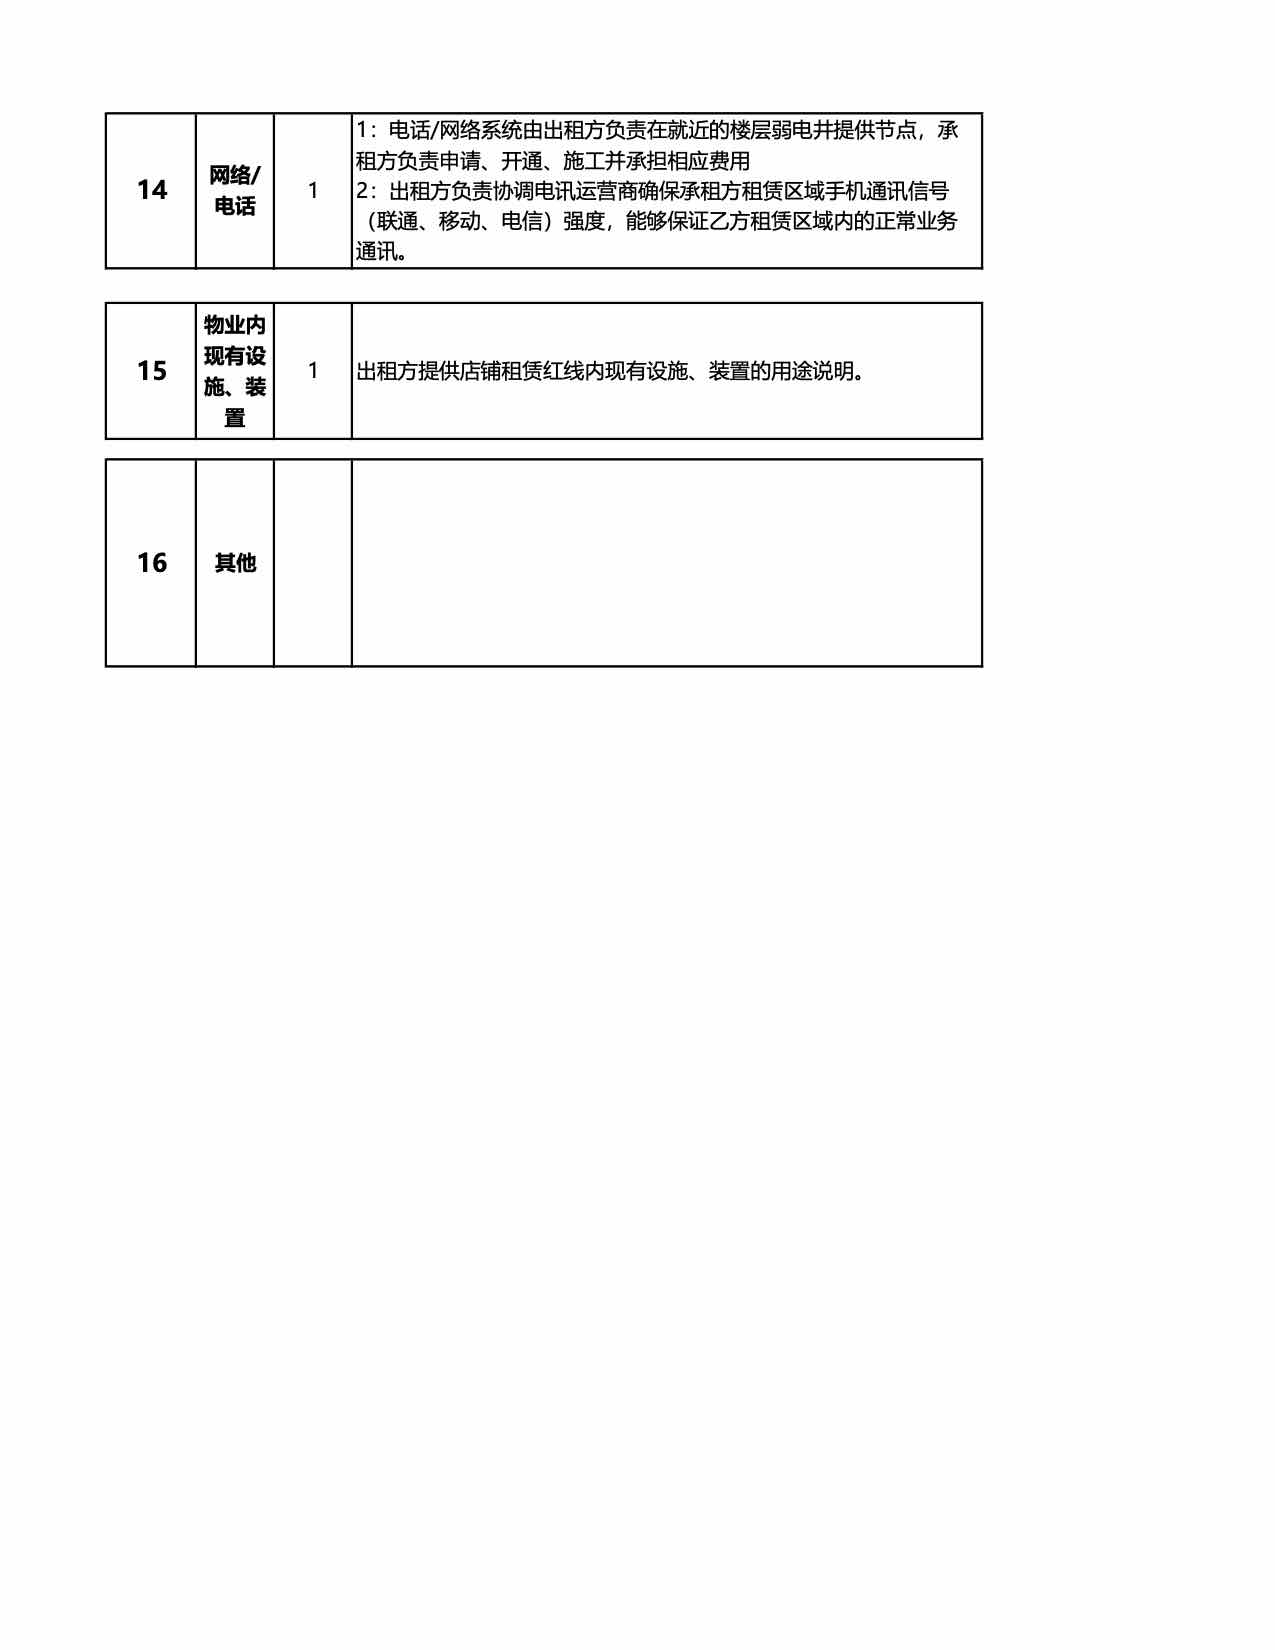 14
网络/
电话
1
1：电话/网络系统由出租方负责在就近的楼层弱电井提供节点，承
租方负责申请、开通、施工并承担相应费用
2：出租方负责协调电讯运营商确保承租方租赁区域手机通讯信号
（联通、移动、电信）强度，能够保证乙方租赁区域内的正常业务
通讯。
15
物业内
现有设
施、装
置
1
出租方提供店铺租赁红线内现有设施、装置的用途说明。
16
其他